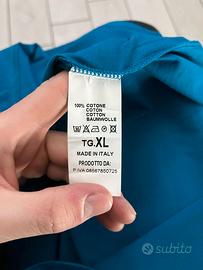 100% COTONE
COTON
COTTON
BAUMWOLLE
TG.XL
MADE IN ITALY
PRODOTTO DA:
P.IVA 08567850725
subito